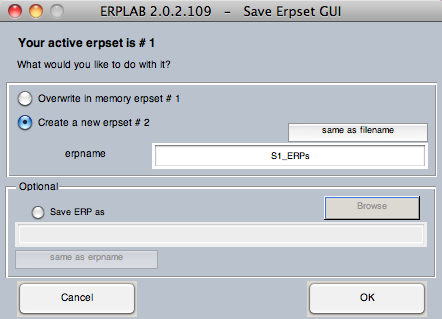 ERPLAB 2.0.2.109 - Save Erpset GUI
Your active erpset is # 1
What would you like to do with it?
Overwrite in memory erpset # 1
Create a new erpset # 2
same as filename
erpname
S1_ERPs
Optional
Save ERP as
Browse
same as erpname
Cancel
OK